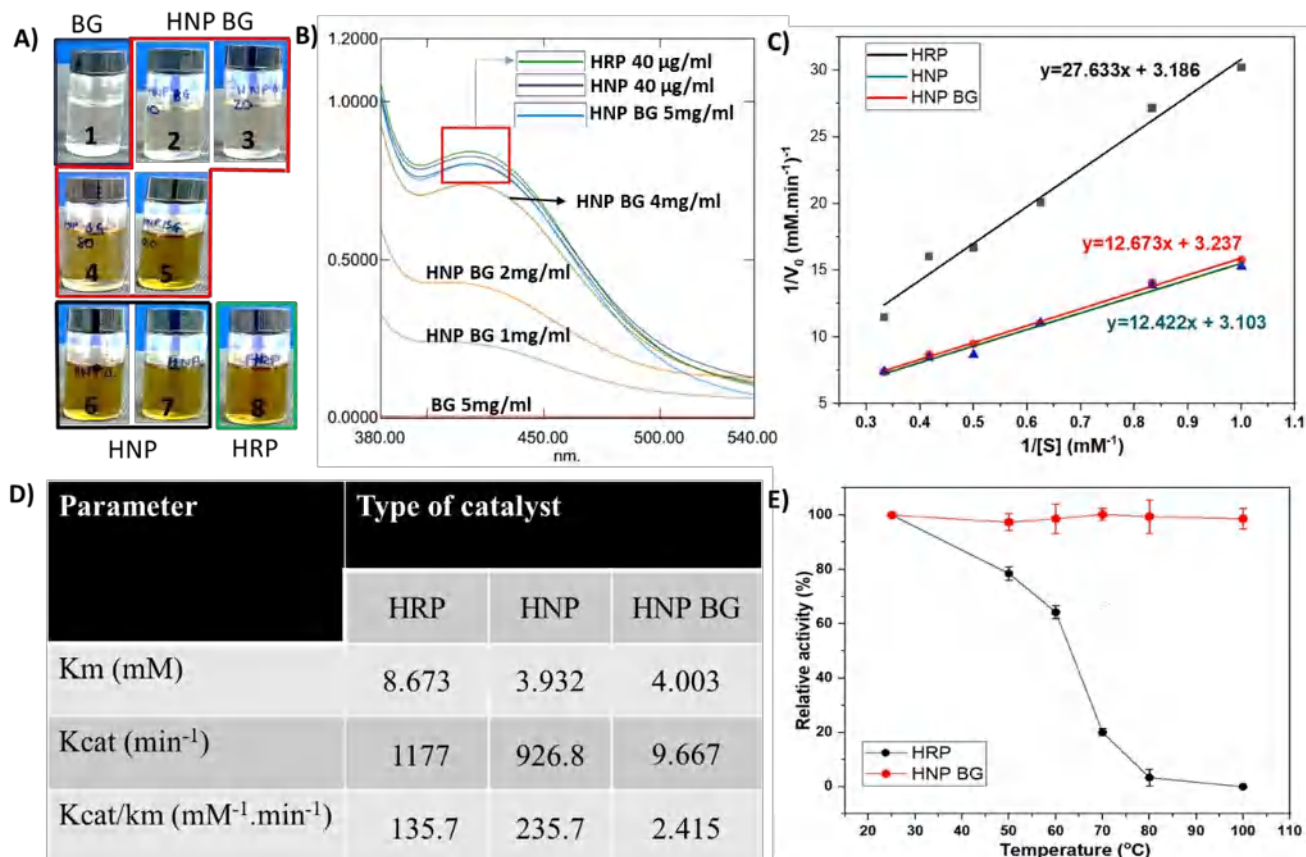 A)
BG
HNP BG
1
2
3
4
5
6
7
8
HNP
HRP
B)
1.2000
1.0000
0.5000
0.0000
380.00
450.00
500.00
540.00
nm.
HRP 40 µg/ml
HNP 40 µg/ml
HNP BG 5mg/ml
HNP BG 4mg/ml
HNP BG 2mg/ml
HNP BG 1mg/ml
BG 5mg/ml
C)
HRP
HNP
HNP BG
y=27.633x + 3.186
y=12.673x + 3.237
y=12.422x + 3.103
1/V₀ (mM.min⁻¹)⁻¹
30
25
20
15
10
5
0.3 0.4 0.5 0.6 0.7 0.8 0.9 1.0 1.1
1/[S] (mM⁻¹)
D)
Parameter Type of catalyst
HRP HNP HNP BG
Km (mM) 8.673 3.932 4.003
Kcat (min⁻¹) 1177 926.8 9.667
Kcat/km (mM⁻¹.min⁻¹) 135.7 235.7 2.415
E)
Relative activity (%)
100
80
60
40
20
0
HRP
HNP BG
20 30 40 50 60 70 80 90 100 110
Temperature (°C)